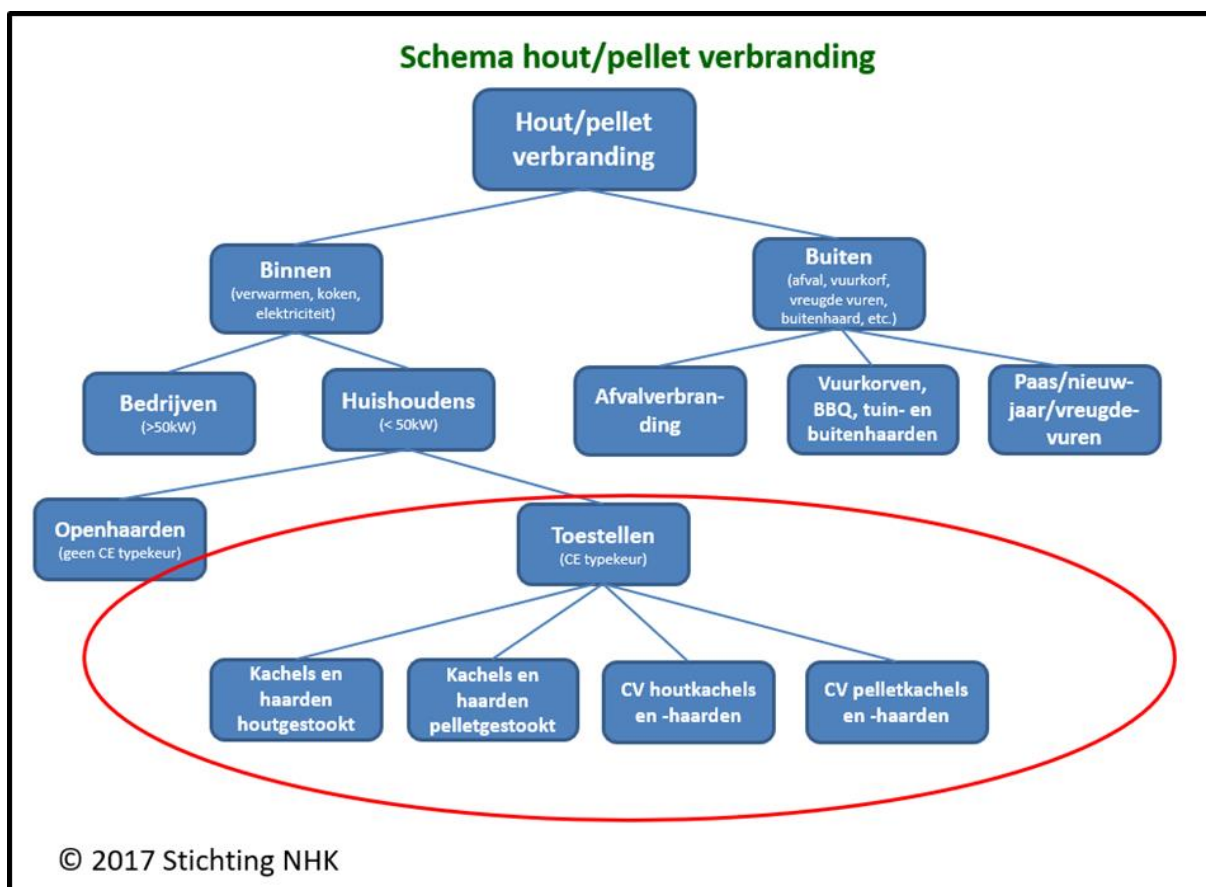 Schema hout/pellet verbranding
Hout/pellet
verbranding
Binnen
(verwarmen, koken,
elektriciteit)
Buiten
(afval, vuurkorf,
vreugde vuren,
buitenhaard, etc.)
Bedrijven
(>50kW)
Huishoudens
(< 50kW)
Afvalverbran-
ding
Vuurkorven,
BBQ, tuin- en
buitenhaarden
Paas/nieuw-
jaar/vreugde-
vuren
Openhaarden
(geen CE typekeur)
Toestellen
(CE typekeur)
Kachels en
haarden
houtgestookt
Kachels en
haarden
pelletgestookt
CV houtkachels
en -haarden
CV pelletkachels
en -haarden
© 2017 Stichting NHK